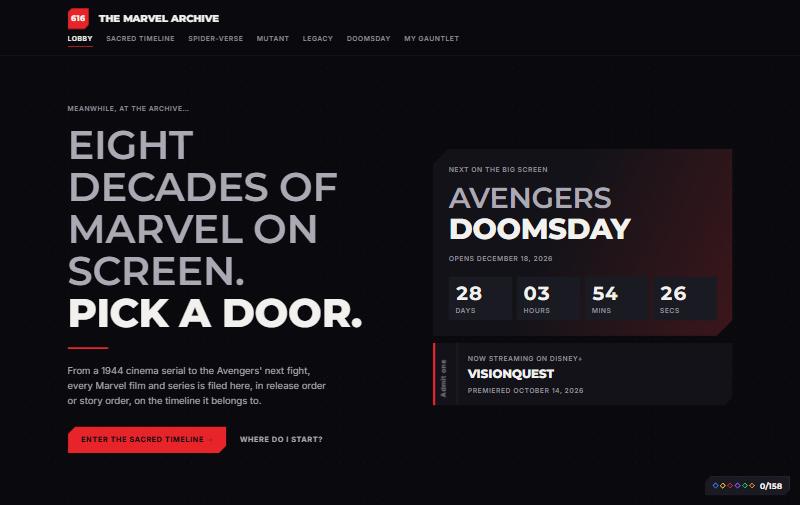 616
THE MARVEL ARCHIVE
LOBBY SACRED TIMELINE SPIDER-VERSE MUTANT LEGACY DOOMSDAY MY GAUNTLET
MEANWHILE, AT THE ARCHIVE...
EIGHT
DECADES OF
MARVEL ON
SCREEN.
PICK A DOOR.
From a 1944 cinema serial to the Avengers' next fight,
every Marvel film and series is filed here, in release order
or story order, on the timeline it belongs to.
ENTER THE SACRED TIMELINE →
WHERE DO I START?
NEXT ON THE BIG SCREEN
AVENGERS
DOOMSDAY
OPENS DECEMBER 18, 2026
28 03 54 26
DAYS HOURS MINS SECS
Admit one
NOW STREAMING ON DISNEY+
VISIONQUEST
PREMIERED OCTOBER 14, 2026
0/158